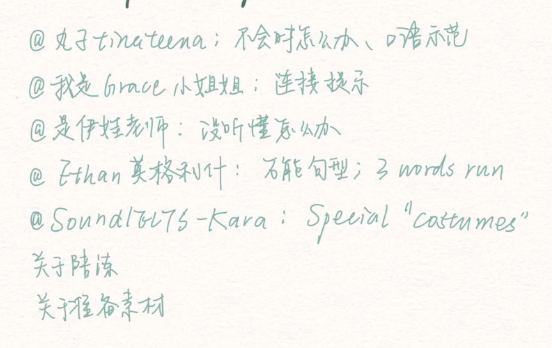 @丸子tinateena：不会时怎么办、口语示范
@我是Grace小姐姐：连接提示
@是伊娃老师：没听懂怎么办
@Ethan英格利什：万能句型；3 words run
@SoundIELTS-Kara：Special "costumes"
关于陪练
关于准备素材